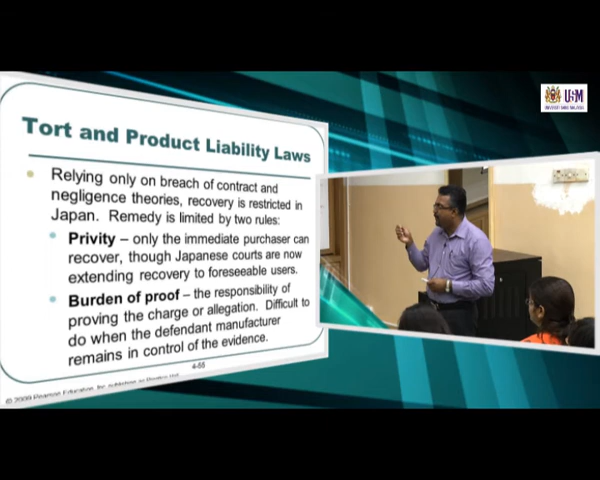 USM
UNIVERSITI SAINS MALAYSIA
Tort and Product Liability Laws
Relying only on breach of contract and
negligence theories, recovery is restricted in
Japan. Remedy is limited by two rules:
Privity – only the immediate purchaser can
recover, though Japanese courts are now
extending recovery to foreseeable users.
Burden of proof – the responsibility of
proving the charge or allegation. Difficult to
do when the defendant manufacturer
remains in control of the evidence.
4-55
© 2009 Pearson Education, Inc. publishing as Prentice Hall